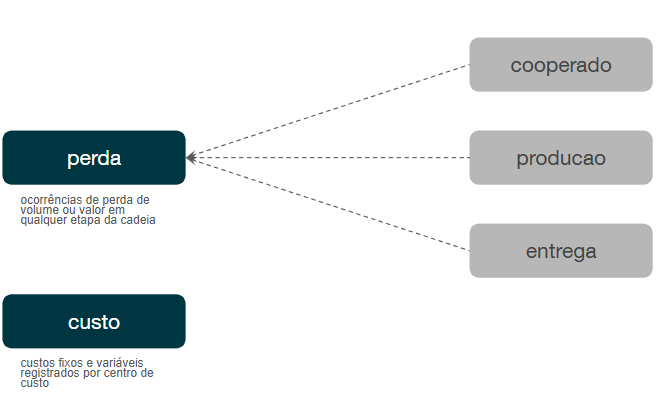 cooperado
perda
producao
ocorrências de perda de
volume ou valor em
qualquer etapa da cadeia
entrega
custo
custos fixos e variáveis
registrados por centro de
custo